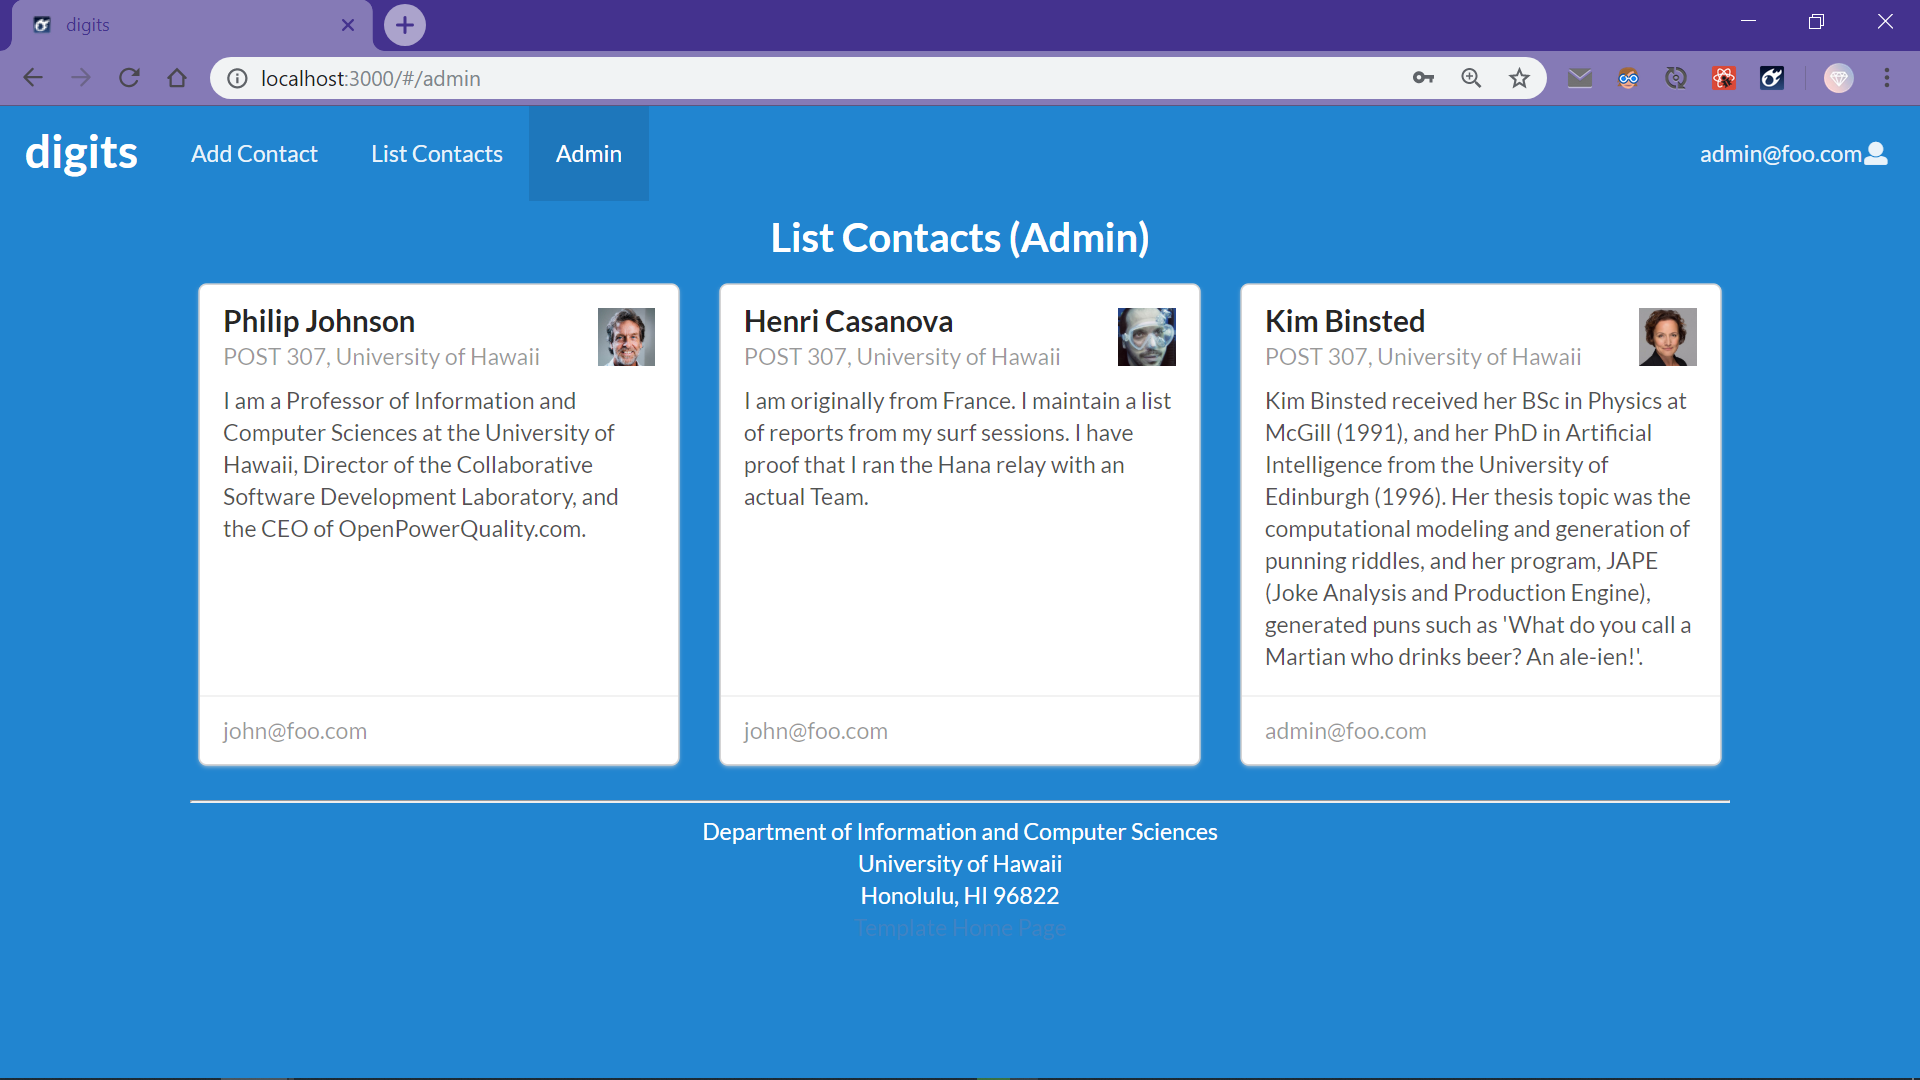 digits
localhost:3000/#/admin
digits
Add Contact
List Contacts
Admin
admin@foo.com
List Contacts (Admin)
Philip Johnson
POST 307, University of Hawaii
I am a Professor of Information and
Computer Sciences at the University of
Hawaii, Director of the Collaborative
Software Development Laboratory, and
the CEO of OpenPowerQuality.com.
john@foo.com
Henri Casanova
POST 307, University of Hawaii
I am originally from France. I maintain a list
of reports from my surf sessions. I have
proof that I ran the Hana relay with an
actual Team.
john@foo.com
Kim Binsted
POST 307, University of Hawaii
Kim Binsted received her BSc in Physics at
McGill (1991), and her PhD in Artificial
Intelligence from the University of
Edinburgh (1996). Her thesis topic was the
computational modeling and generation of
punning riddles, and her program, JAPE
(Joke Analysis and Production Engine),
generated puns such as 'What do you call a
Martian who drinks beer? An ale-ien!'.
admin@foo.com
Department of Information and Computer Sciences
University of Hawaii
Honolulu, HI 96822
Template Home Page